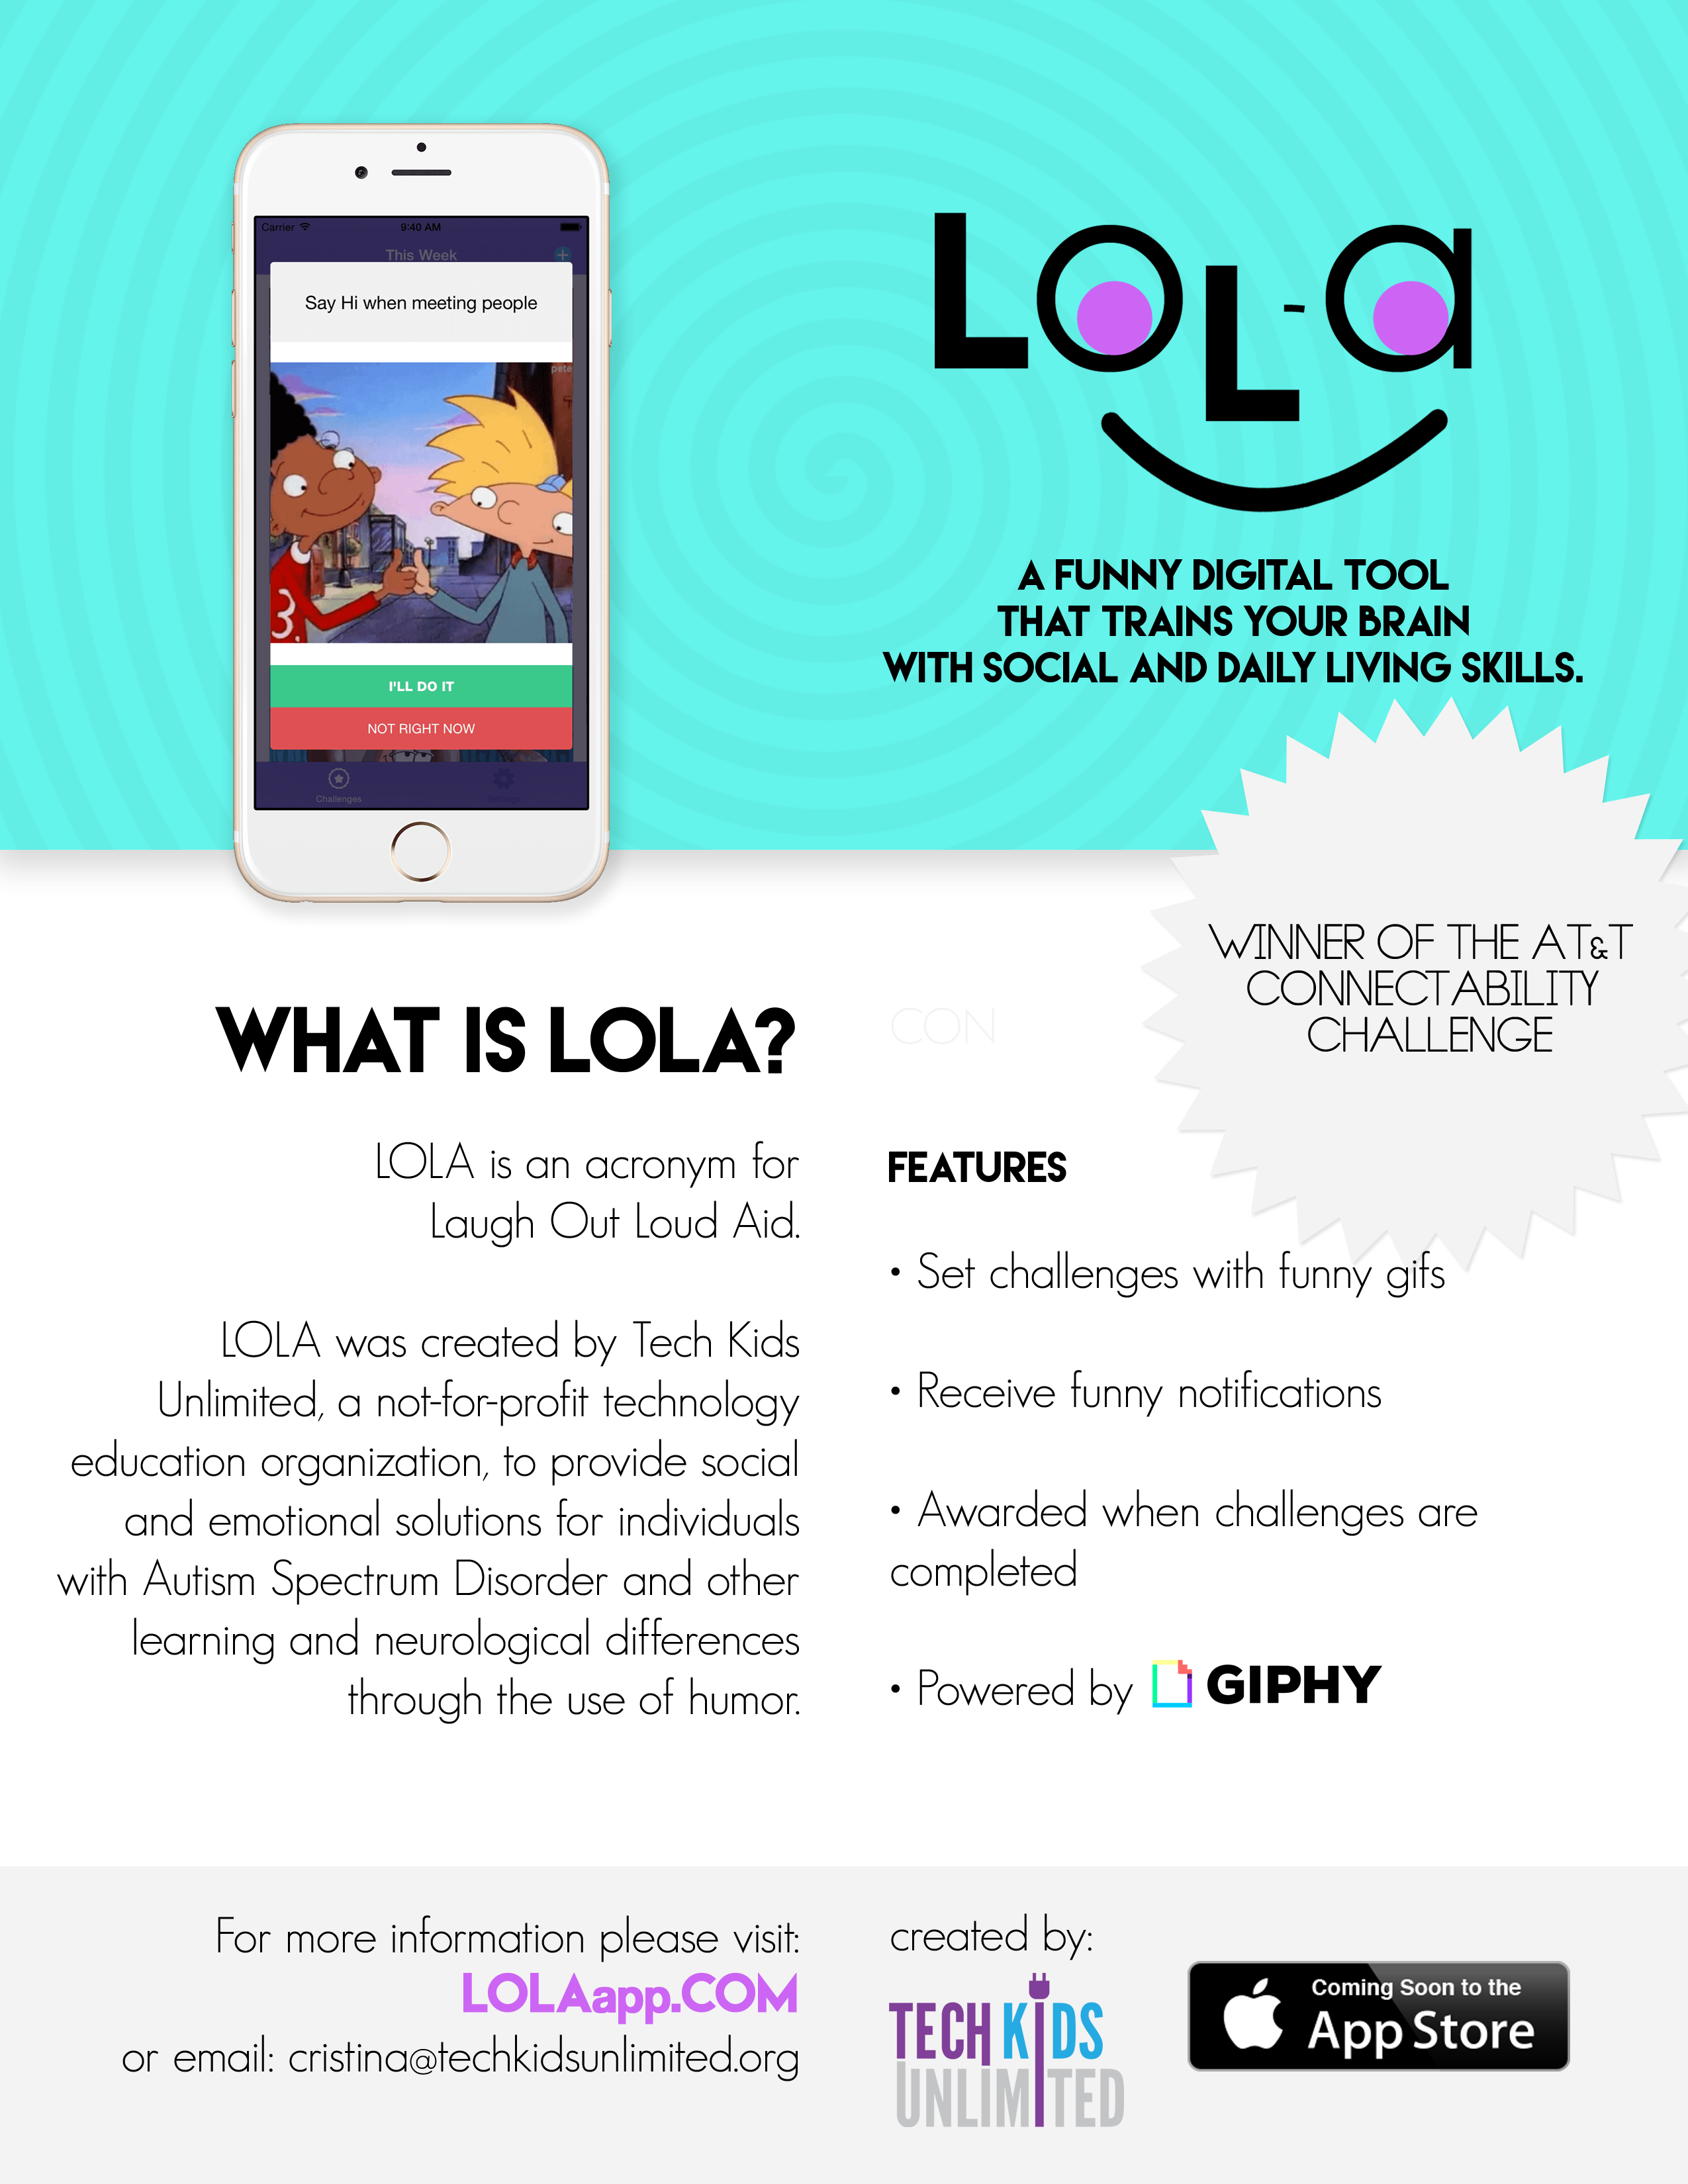 Carrier 9:40 AM
This Week
Say Hi when meeting people
pete
3.
I'LL DO IT
NOT RIGHT NOW
Challenges
LOL-a
A FUNNY DIGITAL TOOL
THAT TRAINS YOUR BRAIN
WITH SOCIAL AND DAILY LIVING SKILLS.
WINNER OF THE AT&T
CONNECTABILITY
CHALLENGE
WHAT IS LOLA?
CON
LOLA is an acronym for
Laugh Out Loud Aid.
LOLA was created by Tech Kids
Unlimited, a not-for-profit technology
education organization, to provide social
and emotional solutions for individuals
with Autism Spectrum Disorder and other
learning and neurological differences
through the use of humor.
FEATURES
• Set challenges with funny gifs
• Receive funny notifications
• Awarded when challenges are
completed
• Powered by GIPHY
For more information please visit:
LOLAapp.COM
or email: cristina@techkidsunlimited.org
created by:
TECH KIDS
UNLIMITED
Coming Soon to the
App Store